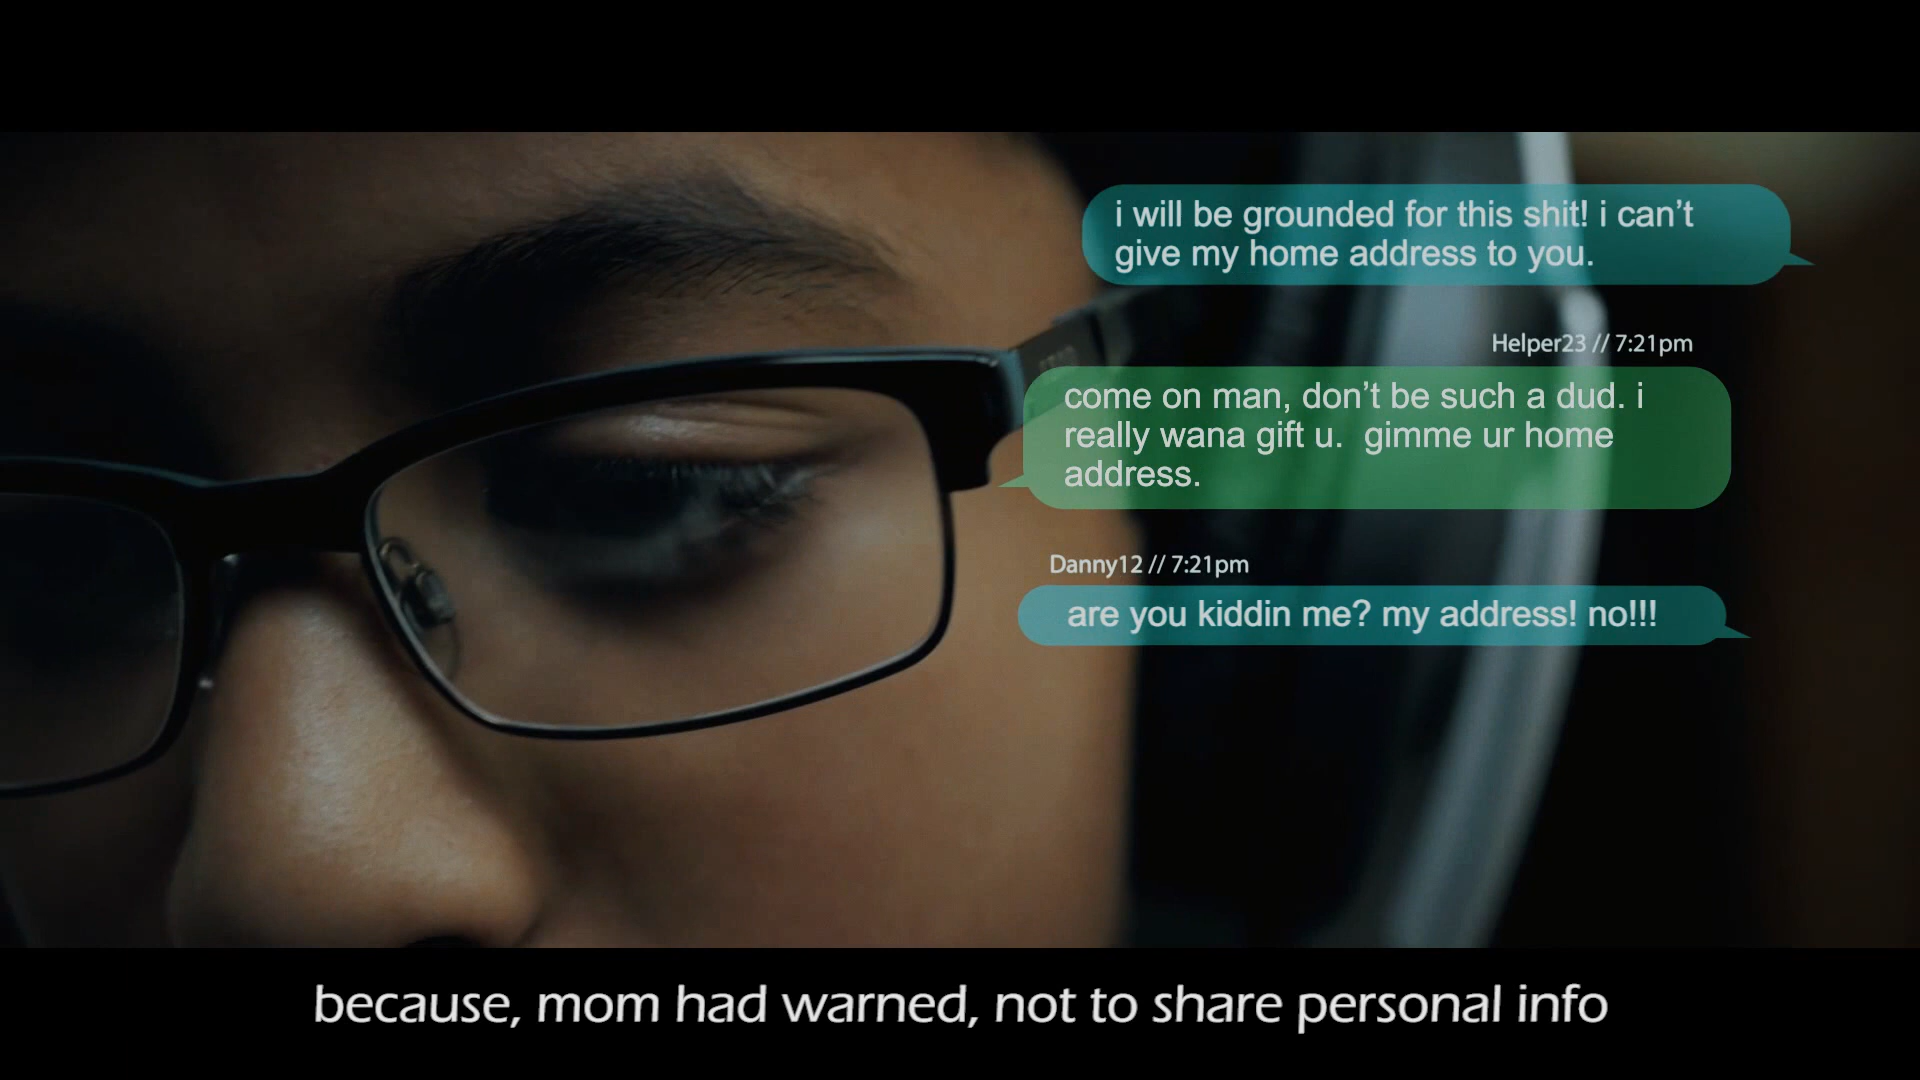 i will be grounded for this shit! i can't
give my home address to you.
Helper23 // 7:21pm
come on man, don't be such a dud. i
really wana gift u.  gimme ur home
address.
Danny12 // 7:21pm
are you kiddin me? my address! no!!!
because, mom had warned, not to share personal info